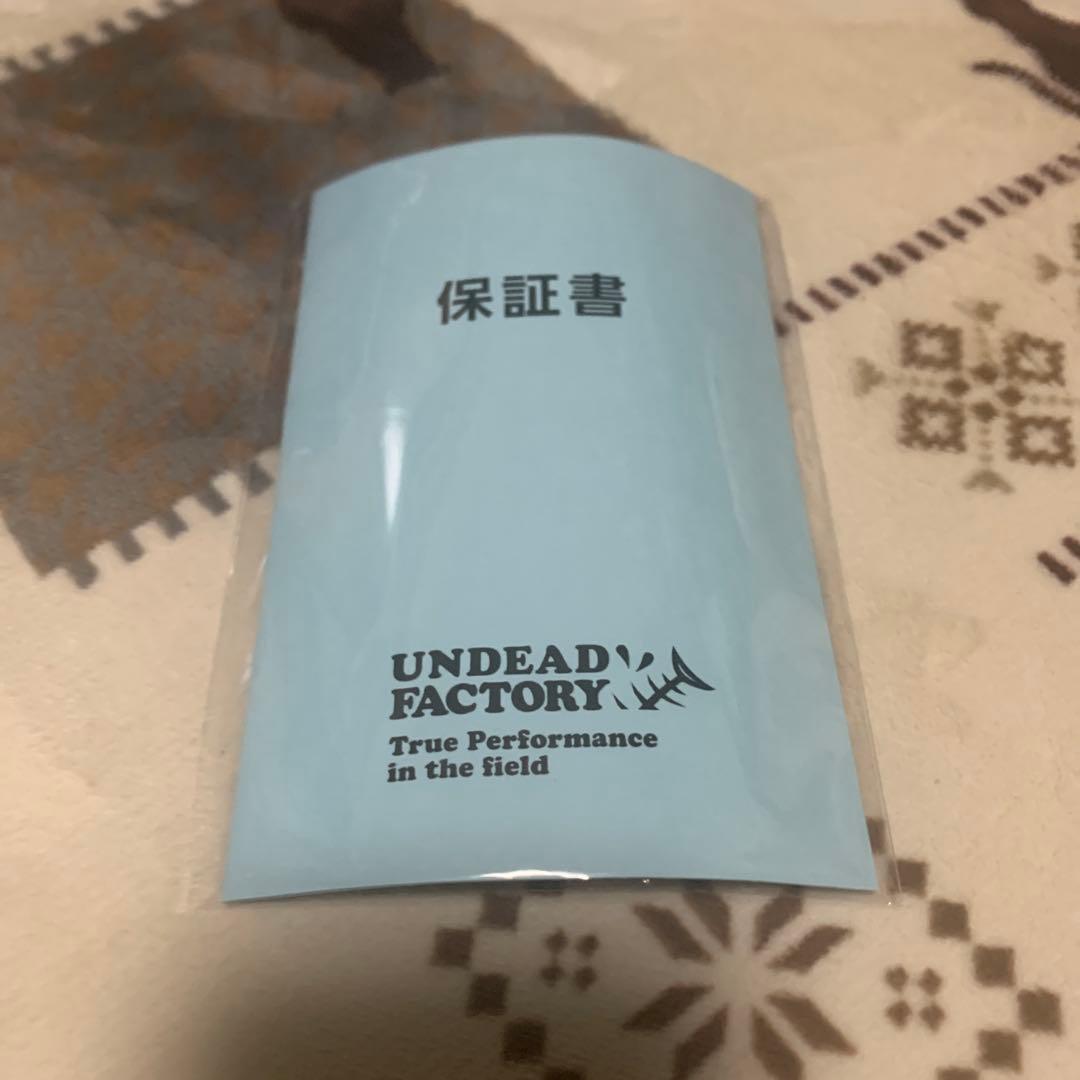 保証書
UNDEAD
FACTORY
True Performance
in the field